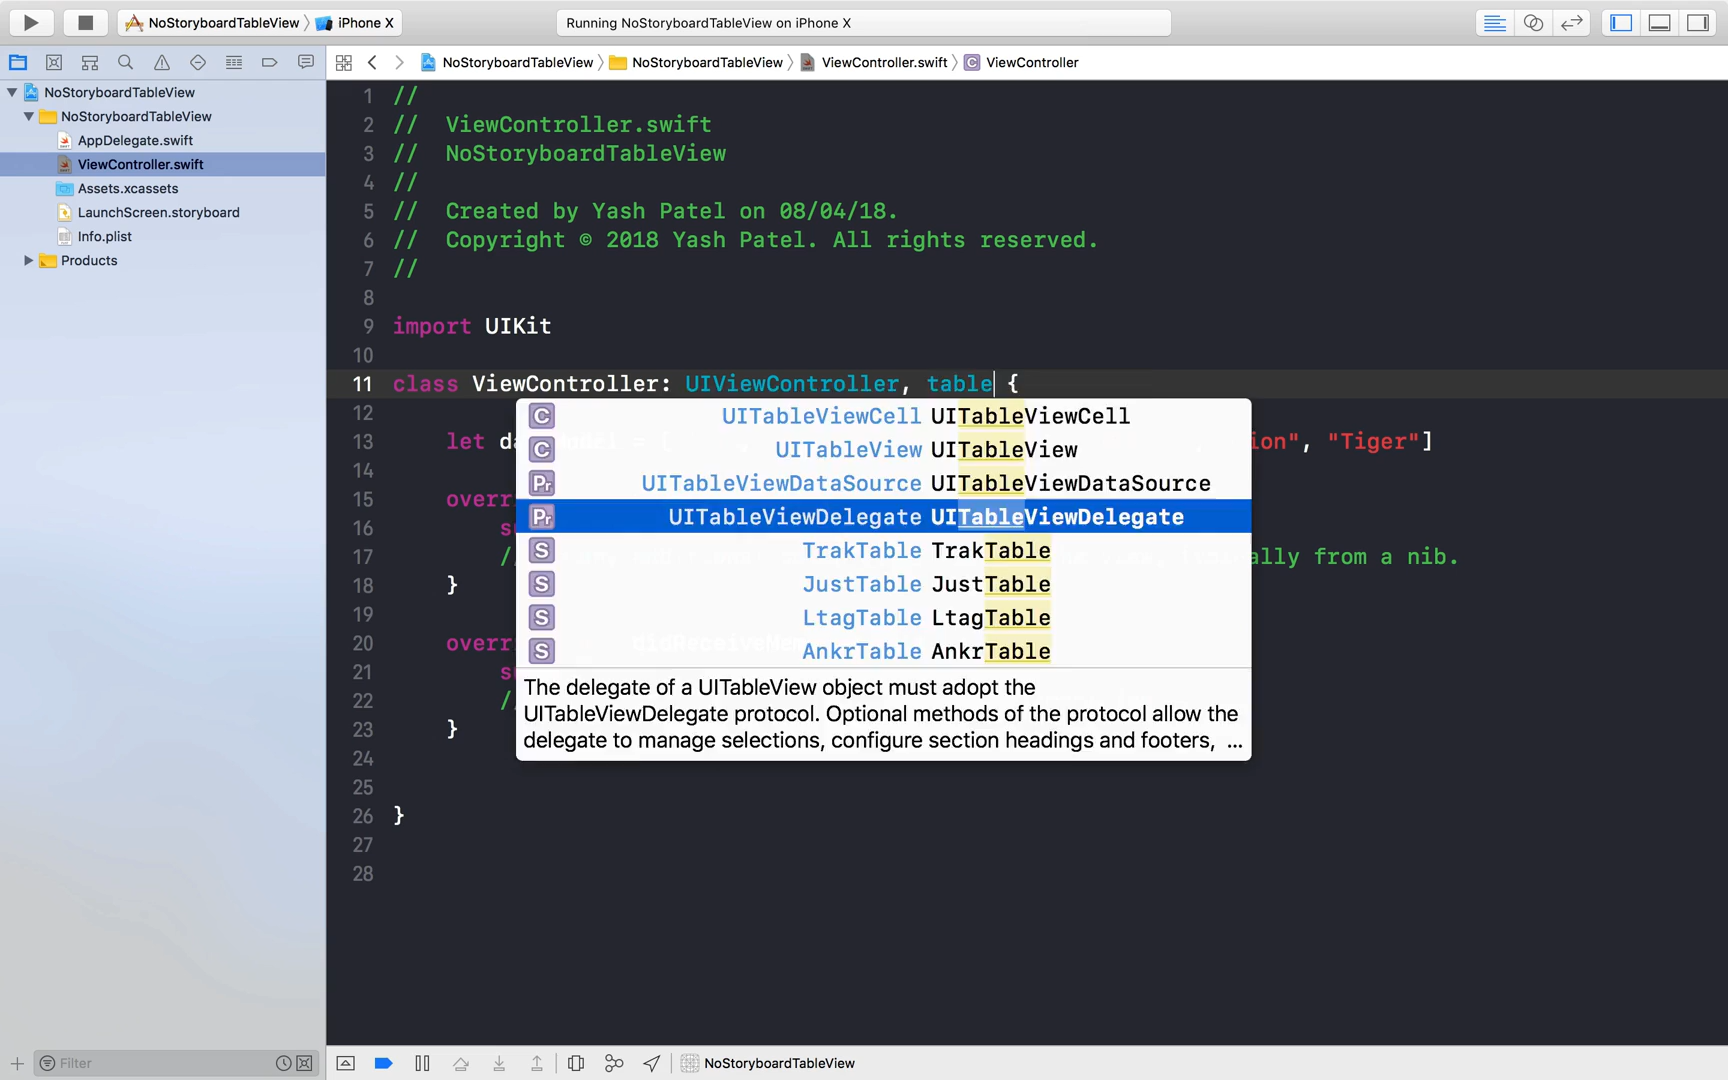 NoStoryboardTableView iPhone X
Running NoStoryboardTableView on iPhone X
NoStoryboardTableView NoStoryboardTableView ViewController.swift C ViewController
NoStoryboardTableView
NoStoryboardTableView
AppDelegate.swift
ViewController.swift
Assets.xcassets
LaunchScreen.storyboard
Info.plist
Products
1 //
2 // ViewController.swift
3 // NoStoryboardTableView
4 //
5 // Created by Yash Patel on 08/04/18.
6 // Copyright © 2018 Yash Patel. All rights reserved.
7 //
8
9 import UIKit
10
11 class ViewController: UIViewController, table {
12
13 let da = [ ion", "Tiger"]
14
15 overr
16 s
17 // ally from a nib.
18 }
19
20 overr didReceiveMe
21 s
22 /
23 }
24
25
26 }
27
28
C UITableViewCell UITableViewCell
C UITableView UITableView
Pr UITableViewDataSource UITableViewDataSource
Pr UITableViewDelegate UITableViewDelegate
S TrakTable TrakTable
S JustTable JustTable
S LtagTable LtagTable
S AnkrTable AnkrTable
The delegate of a UITableView object must adopt the
UITableViewDelegate protocol. Optional methods of the protocol allow the
delegate to manage selections, configure section headings and footers, ...
Filter
NoStoryboardTableView